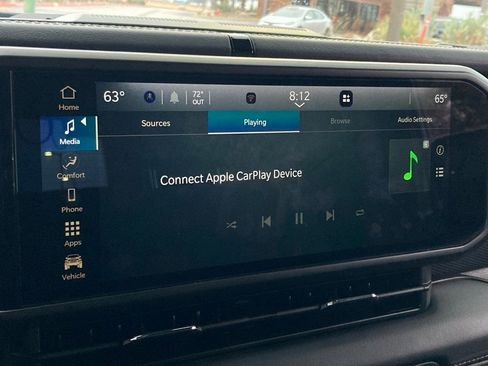 63° 72° OUT 8:12 65°
Home
Sources Playing Browse Audio Settings
Media
Connect Apple CarPlay Device
Comfort
Phone
Apps
Vehicle